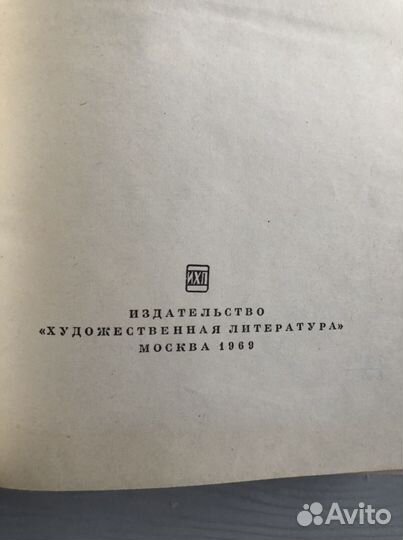 ИХЛ
ИЗДАТЕЛЬСТВО
«ХУДОЖЕСТВЕННАЯ ЛИТЕРАТУРА»
МОСКВА 1969
Avito